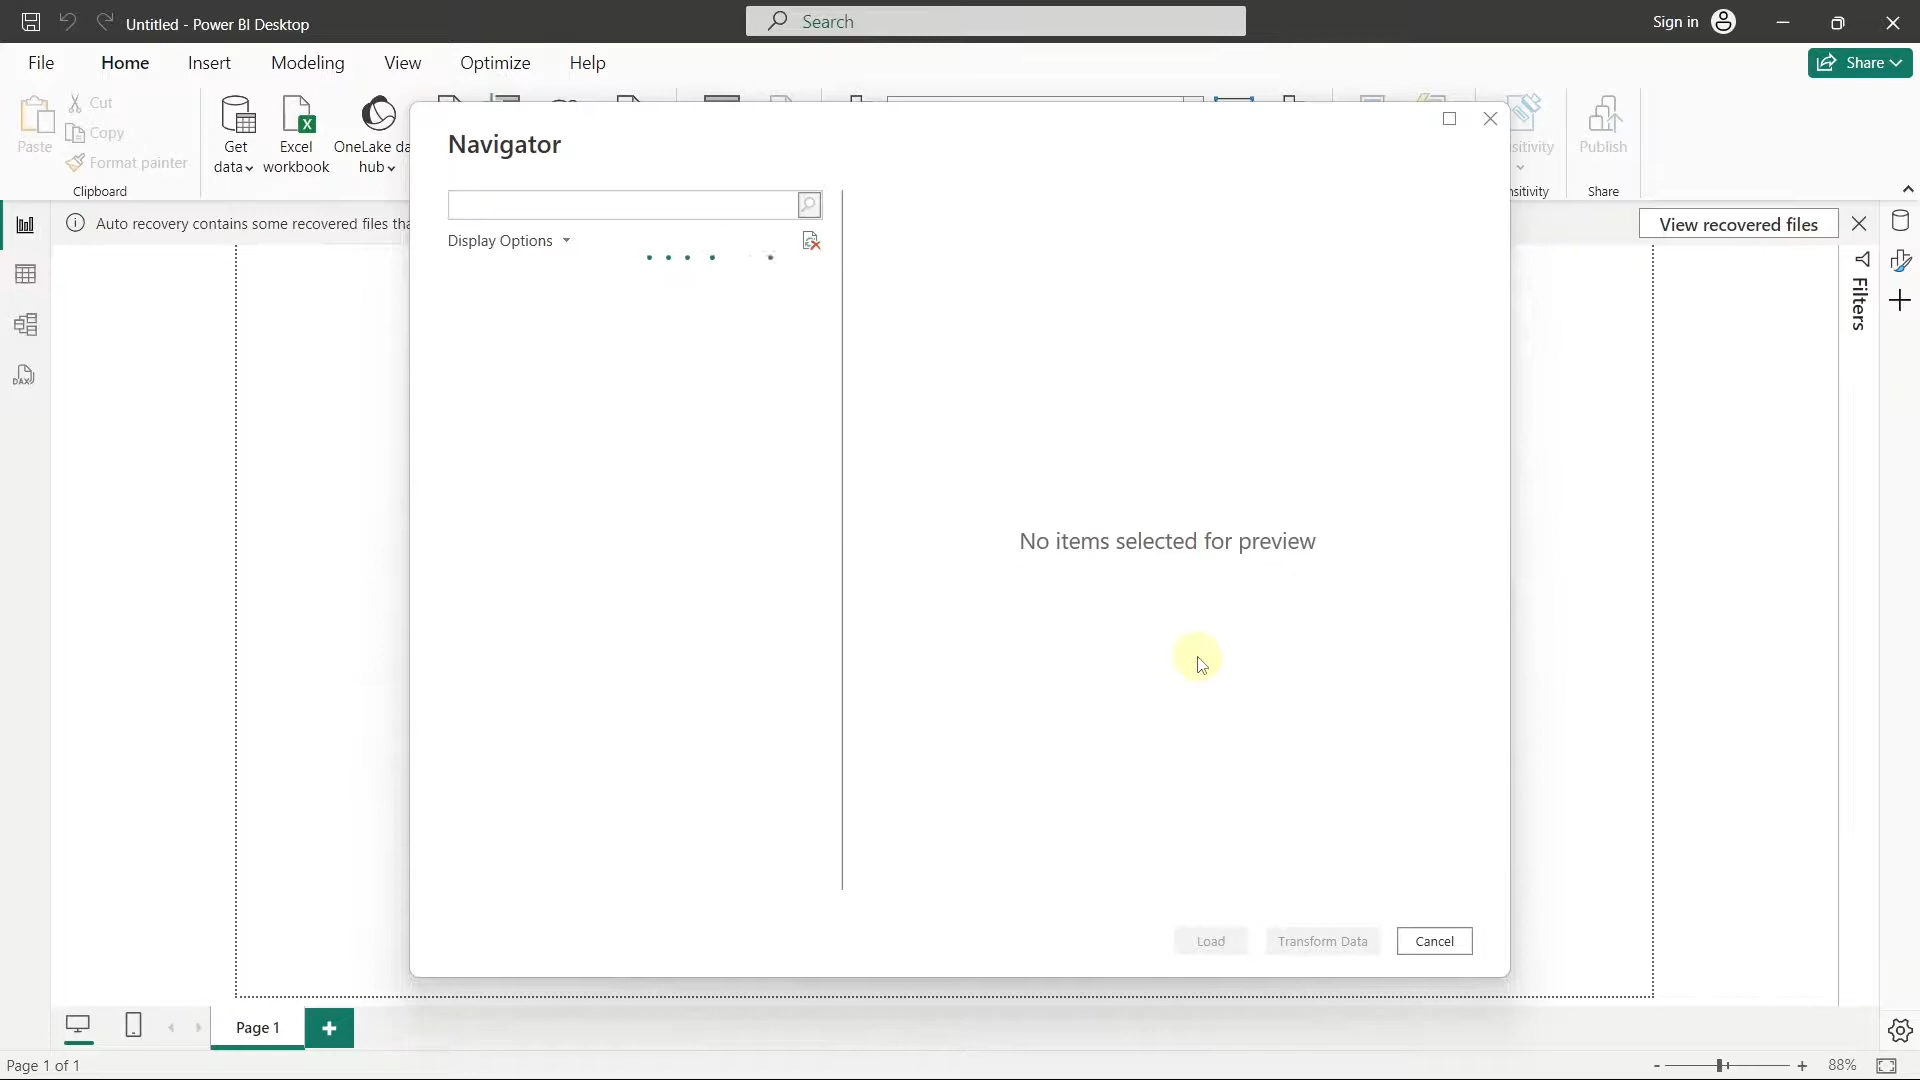 Untitled - Power BI Desktop
Search
Sign in
File
Home
Insert
Modeling
View
Optimize
Help
Share
Paste
Cut
Copy
Format painter
Clipboard
Get
data
Excel
workbook
OneLake da
hub
sitivity
sitivity
Publish
Share
Navigator
Auto recovery contains some recovered files tha
View recovered files
Display Options
DAX
Filters
No items selected for preview
Load
Transform Data
Cancel
Page 1
Page 1 of 1
- + 88%